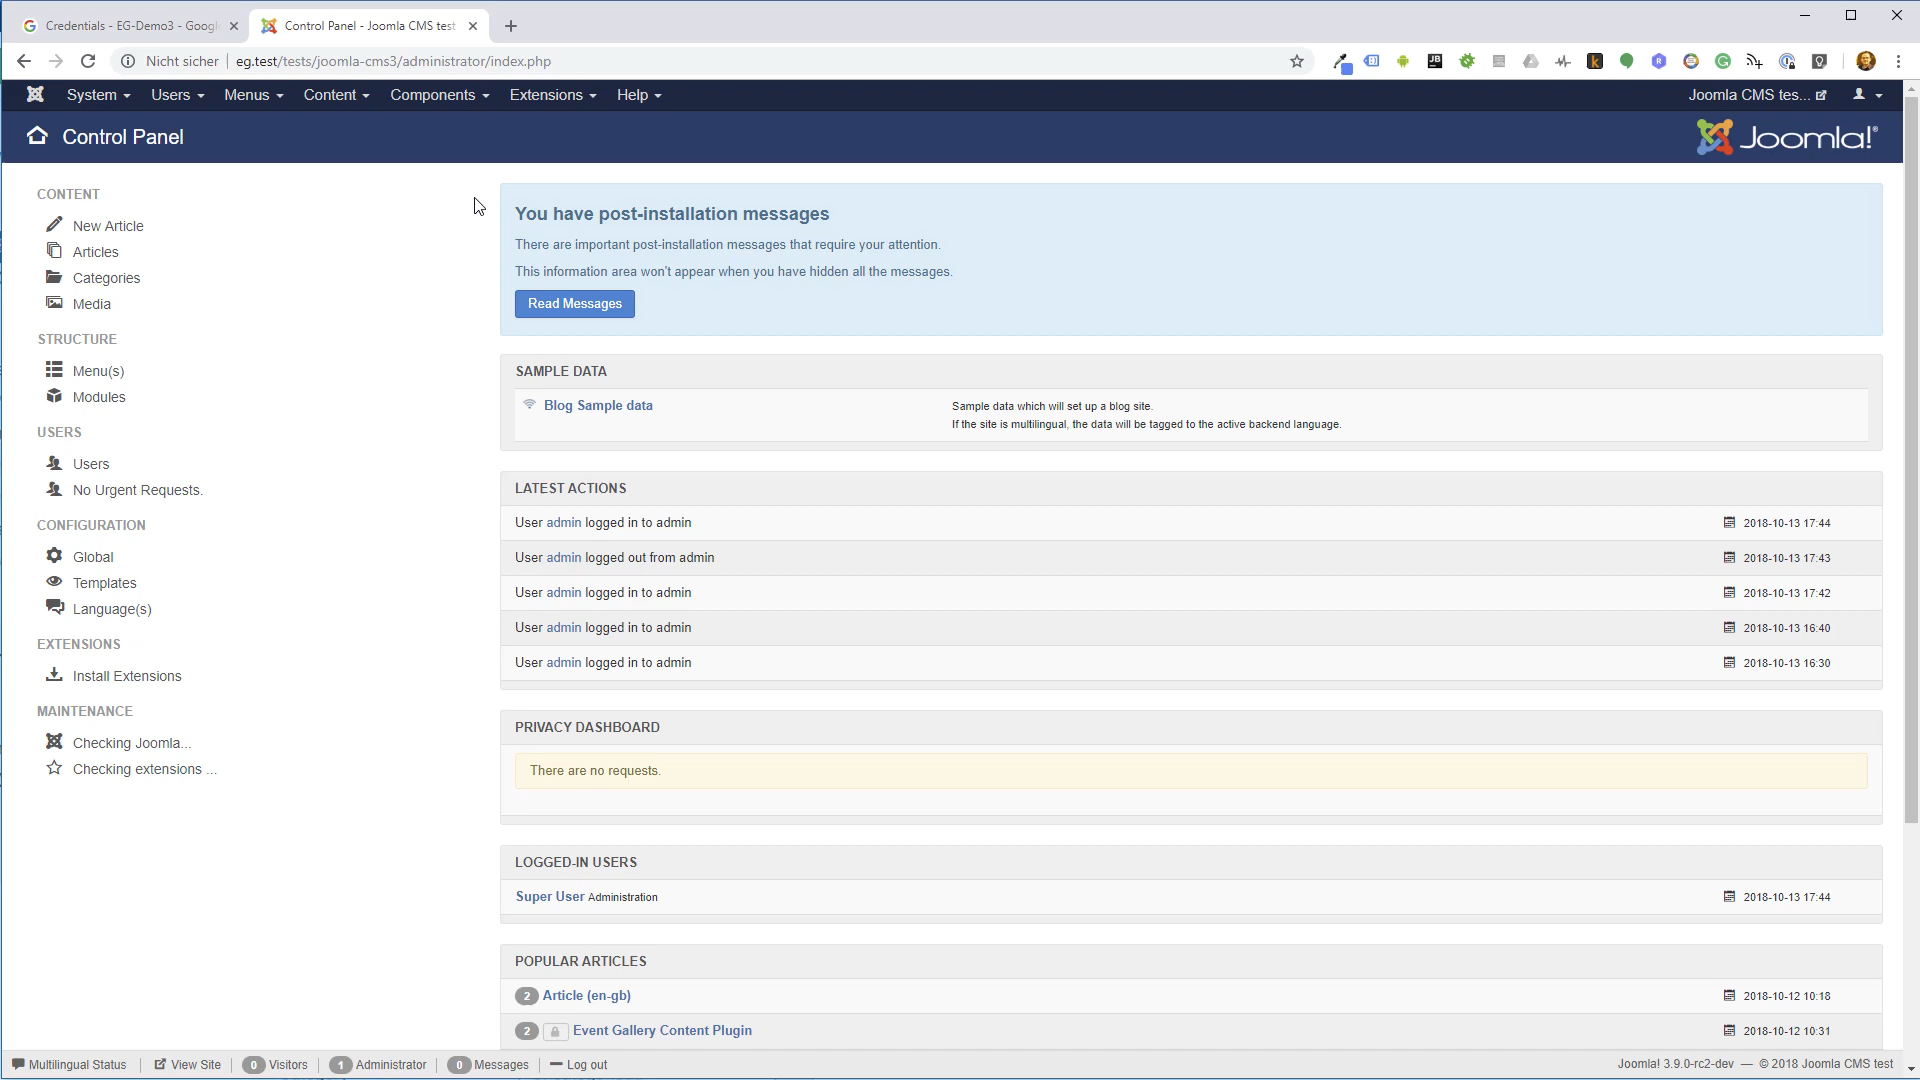 Credentials - EG-Demo3 - Googl
Control Panel - Joomla CMS test
Nicht sicher | eg.test/tests/joomla-cms3/administrator/index.php
System Users Menus Content Components Extensions Help Joomla CMS tes...
Control Panel Joomla!®
CONTENT
New Article
Articles
Categories
Media
STRUCTURE
Menu(s)
Modules
USERS
Users
No Urgent Requests.
CONFIGURATION
Global
Templates
Language(s)
EXTENSIONS
Install Extensions
MAINTENANCE
Checking Joomla...
Checking extensions ...
You have post-installation messages
There are important post-installation messages that require your attention.
This information area won't appear when you have hidden all the messages.
Read Messages
SAMPLE DATA
Blog Sample data
Sample data which will set up a blog site.
If the site is multilingual, the data will be tagged to the active backend language.
LATEST ACTIONS
User admin logged in to admin 2018-10-13 17:44
User admin logged out from admin 2018-10-13 17:43
User admin logged in to admin 2018-10-13 17:42
User admin logged in to admin 2018-10-13 16:40
User admin logged in to admin 2018-10-13 16:30
PRIVACY DASHBOARD
There are no requests.
LOGGED-IN USERS
Super User Administration 2018-10-13 17:44
POPULAR ARTICLES
2 Article (en-gb) 2018-10-12 10:18
2 Event Gallery Content Plugin 2018-10-12 10:31
Multilingual Status View Site 0 Visitors 1 Administrator 0 Messages Log out Joomla! 3.9.0-rc2-dev — © 2018 Joomla CMS test